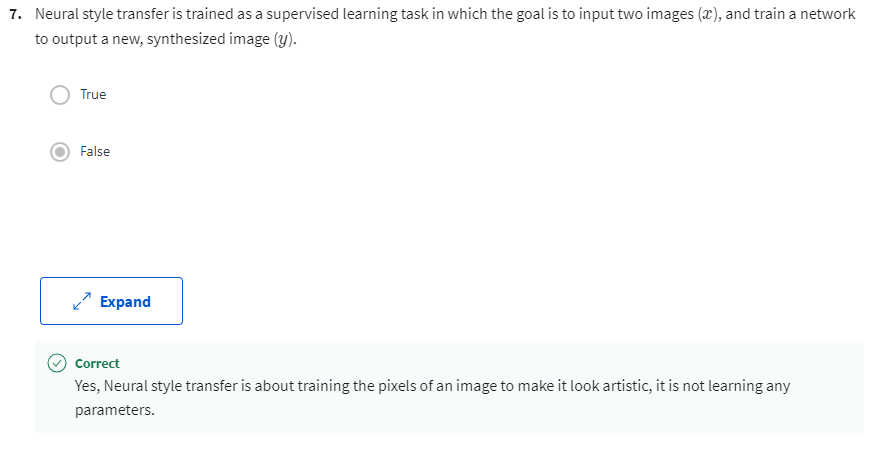 7. Neural style transfer is trained as a supervised learning task in which the goal is to input two images (x), and train a network
to output a new, synthesized image (y).
True
False
Expand
Correct
Yes, Neural style transfer is about training the pixels of an image to make it look artistic, it is not learning any
parameters.